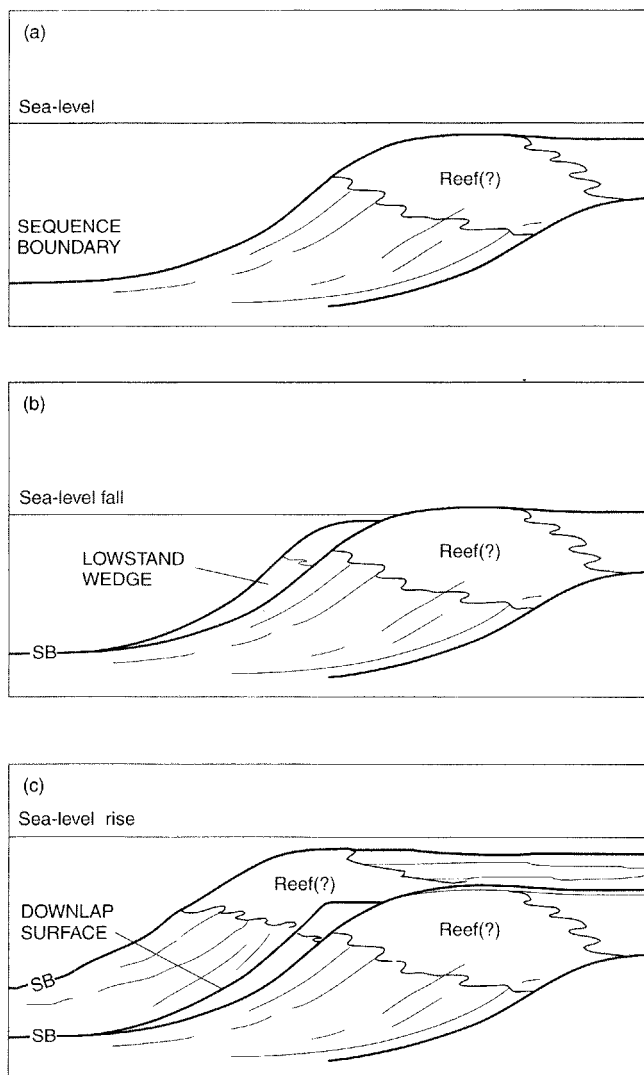 (a)
Sea-level
Reef(?)
SEQUENCE
BOUNDARY
(b)
Sea-level fall
Reef(?)
LOWSTAND
WEDGE
SB
(c)
Sea-level rise
Reef(?)
DOWNLAP
SURFACE
Reef(?)
SB
SB